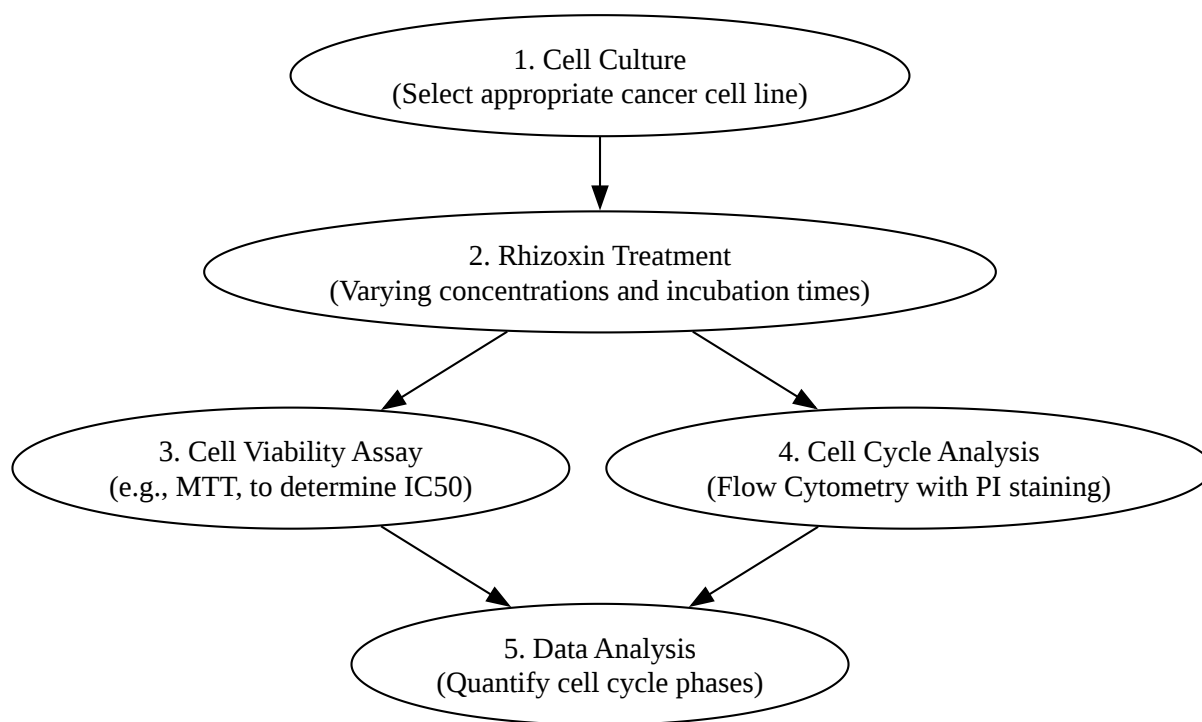 1. Cell Culture
(Select appropriate cancer cell line)
2. Rhizoxin Treatment
(Varying concentrations and incubation times)
3. Cell Viability Assay
(e.g., MTT, to determine IC50)
4. Cell Cycle Analysis
(Flow Cytometry with PI staining)
5. Data Analysis
(Quantify cell cycle phases)